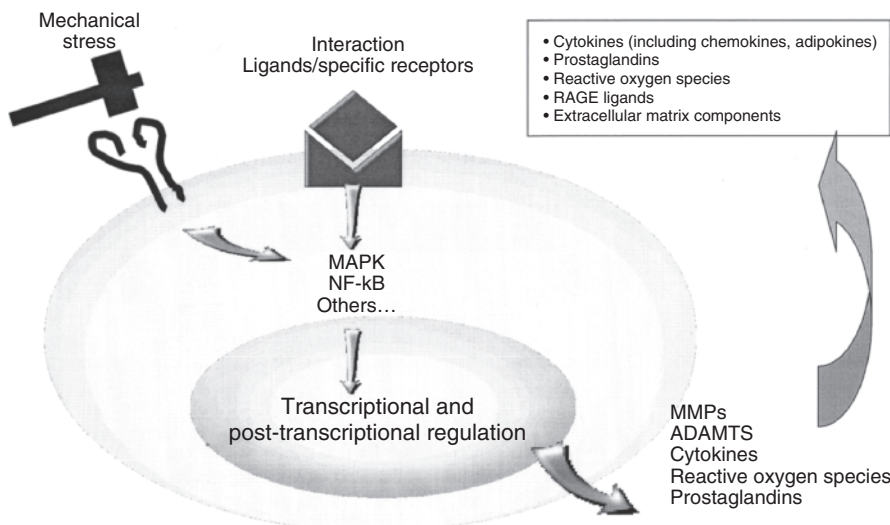 Mechanical
stress
Interaction
Ligands/specific receptors
• Cytokines (including chemokines, adipokines)
• Prostaglandins
• Reactive oxygen species
• RAGE ligands
• Extracellular matrix components
MAPK
NF-kB
Others…
Transcriptional and
post-transcriptional regulation
MMPs
ADAMTS
Cytokines
Reactive oxygen species
Prostaglandins